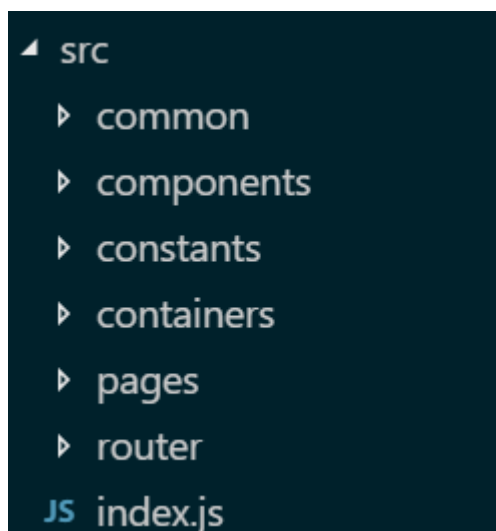 src
common
components
constants
containers
pages
router
JS index.js